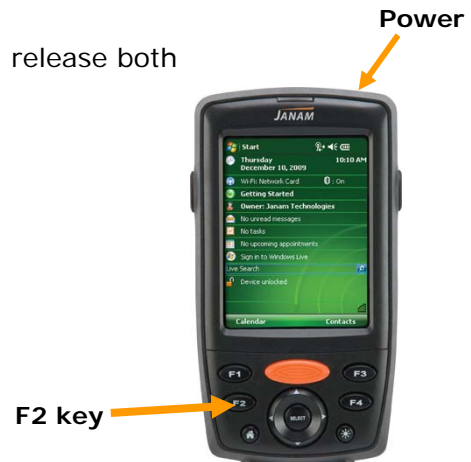 Power
release both
JANAM
Start
Thursday 10:10 AM
December 10, 2009
Wi-Fi: Network Card : On
Getting Started
Owner: Janam Technologies
No unread messages
No tasks
No upcoming appointments
Sign in to Windows Live
Live Search
Device unlocked
Calendar Contacts
F1 F3
F2 F4
F2 key
SELECT